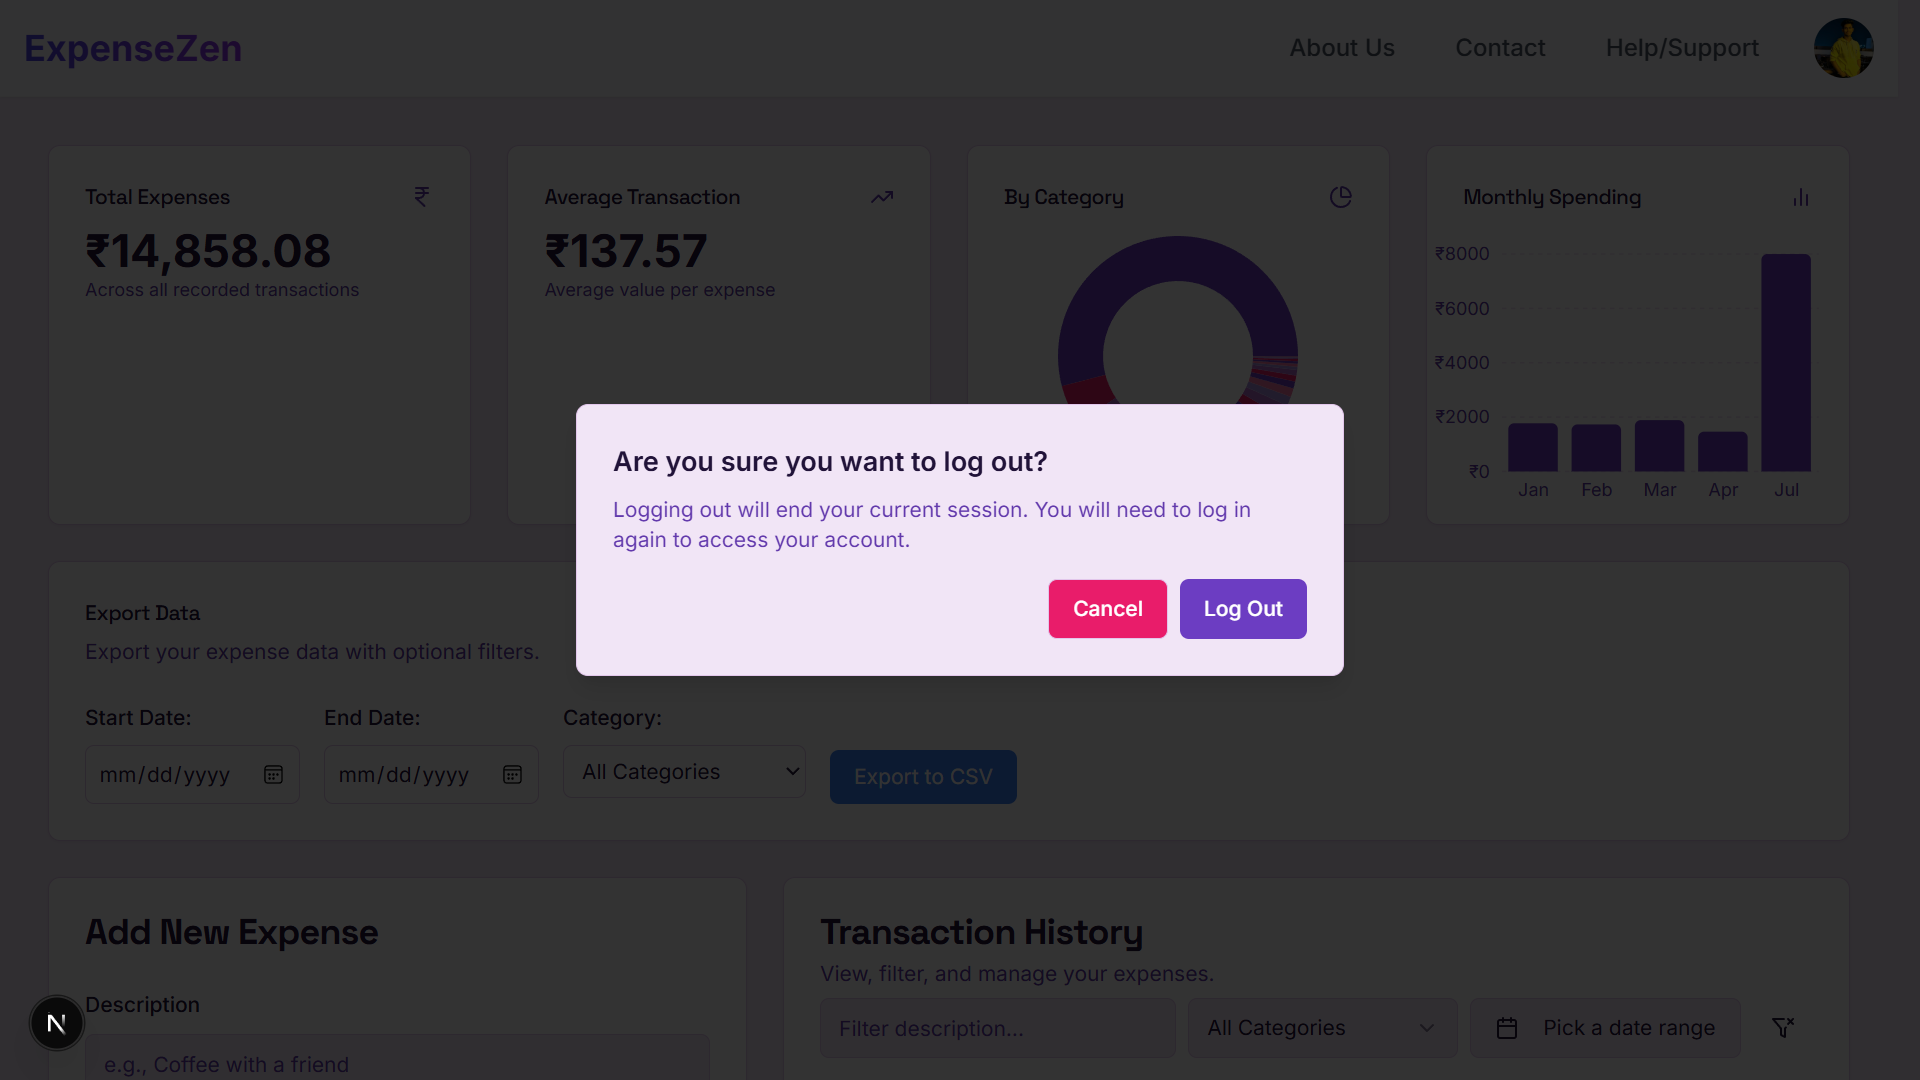 ExpenseZen
About Us
Contact
Help/Support
Total Expenses
₹14,858.08
Across all recorded transactions
Average Transaction
₹137.57
Average value per expense
By Category
Monthly Spending
₹8000
₹6000
₹4000
₹2000
₹0
Jan
Feb
Mar
Apr
Jul
Are you sure you want to log out?
Logging out will end your current session. You will need to log in
again to access your account.
Cancel
Log Out
Export Data
Export your expense data with optional filters.
Start Date:
End Date:
Category:
mm/dd/yyyy
mm/dd/yyyy
All Categories
Export to CSV
Add New Expense
Description
e.g., Coffee with a friend
Transaction History
View, filter, and manage your expenses.
Filter description...
All Categories
Pick a date range
N